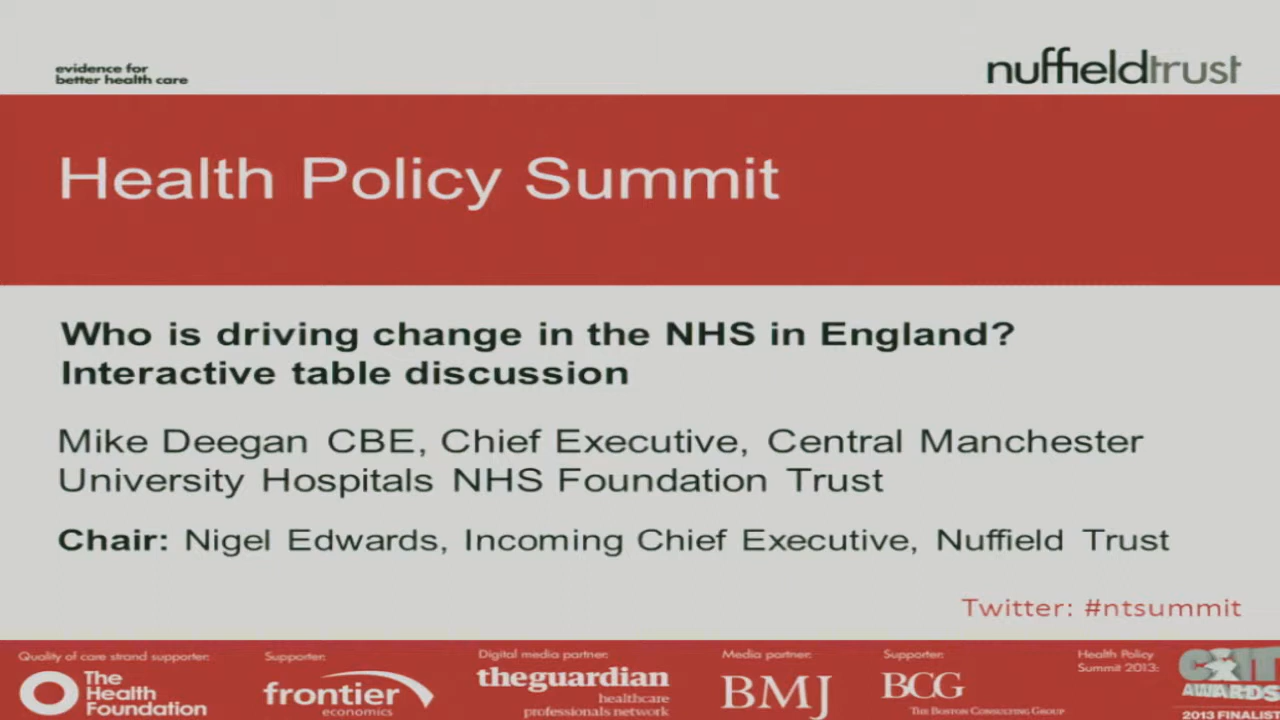 evidence for
better health care
nuffieldtrust
Health Policy Summit
Who is driving change in the NHS in England?
Interactive table discussion
Mike Deegan CBE, Chief Executive, Central Manchester
University Hospitals NHS Foundation Trust
Chair: Nigel Edwards, Incoming Chief Executive, Nuffield Trust
Twitter: #ntsummit
Quality of care strand supporter:
The
Health
Foundation
Supporter:
frontier
economics
Digital media partner:
theguardian
healthcare
professionals network
Media partner:
BMJ
Supporter:
BCG
The Boston Consulting Group
Health Policy
Summit 2013:
AWARDS
2013 FINALIST